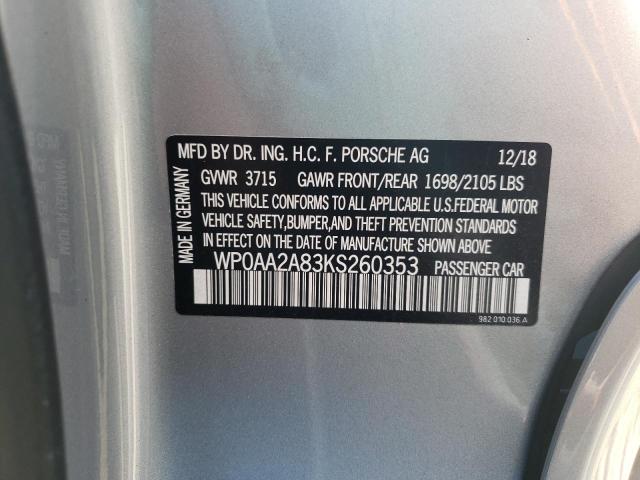 MFD BY DR. ING. H.C. F. PORSCHE AG 12/18
GVWR 3715 GAWR FRONT/REAR 1698/2105 LBS
THIS VEHICLE CONFORMS TO ALL APPLICABLE U.S.FEDERAL MOTOR
VEHICLE SAFETY,BUMPER,AND THEFT PREVENTION STANDARDS
IN EFFECT ON THE DATE OF MANUFACTURE SHOWN ABOVE.
WP0AA2A83KS260353 PASSENGER CAR
982 010 036 A
MADE IN GERMANY